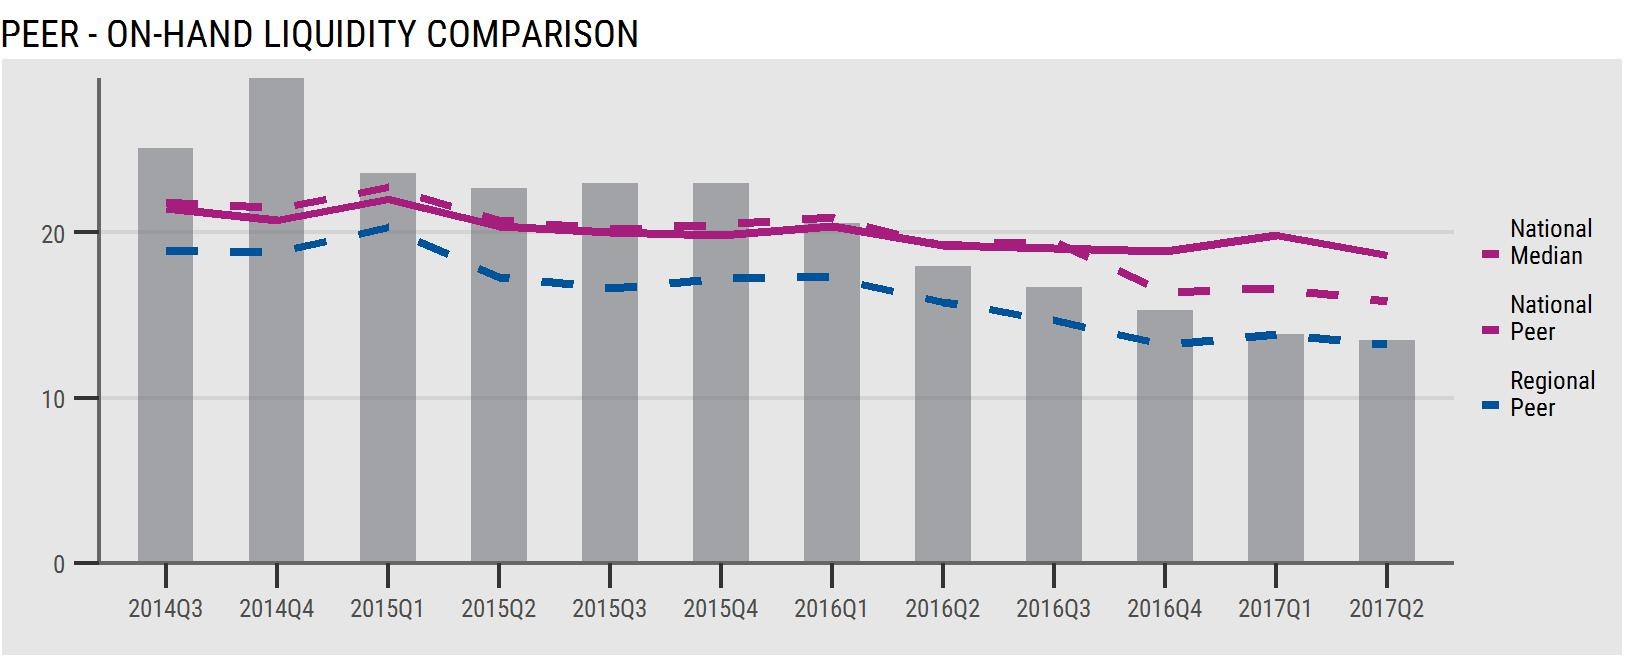 PEER - ON-HAND LIQUIDITY COMPARISON
20
10
0
2014Q3 2014Q4 2015Q1 2015Q2 2015Q3 2015Q4 2016Q1 2016Q2 2016Q3 2016Q4 2017Q1 2017Q2
National
Median
National
Peer
Regional
Peer